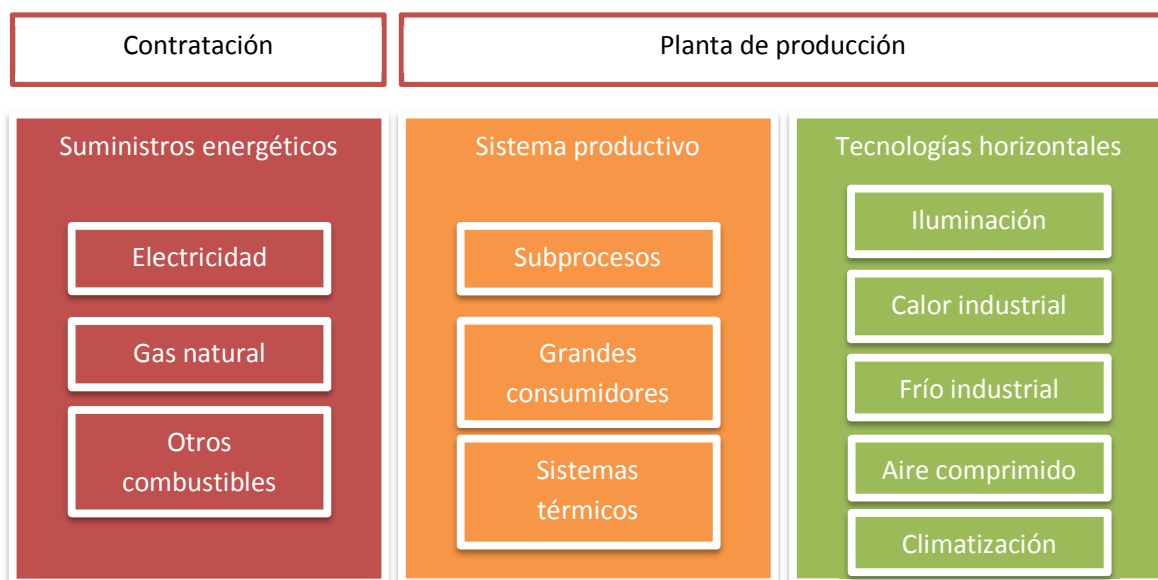 Contratación
Planta de producción
Suministros energéticos
Electricidad
Gas natural
Otros
combustibles
Sistema productivo
Subprocesos
Grandes
consumidores
Sistemas
térmicos
Tecnologías horizontales
Iluminación
Calor industrial
Frío industrial
Aire comprimido
Climatización